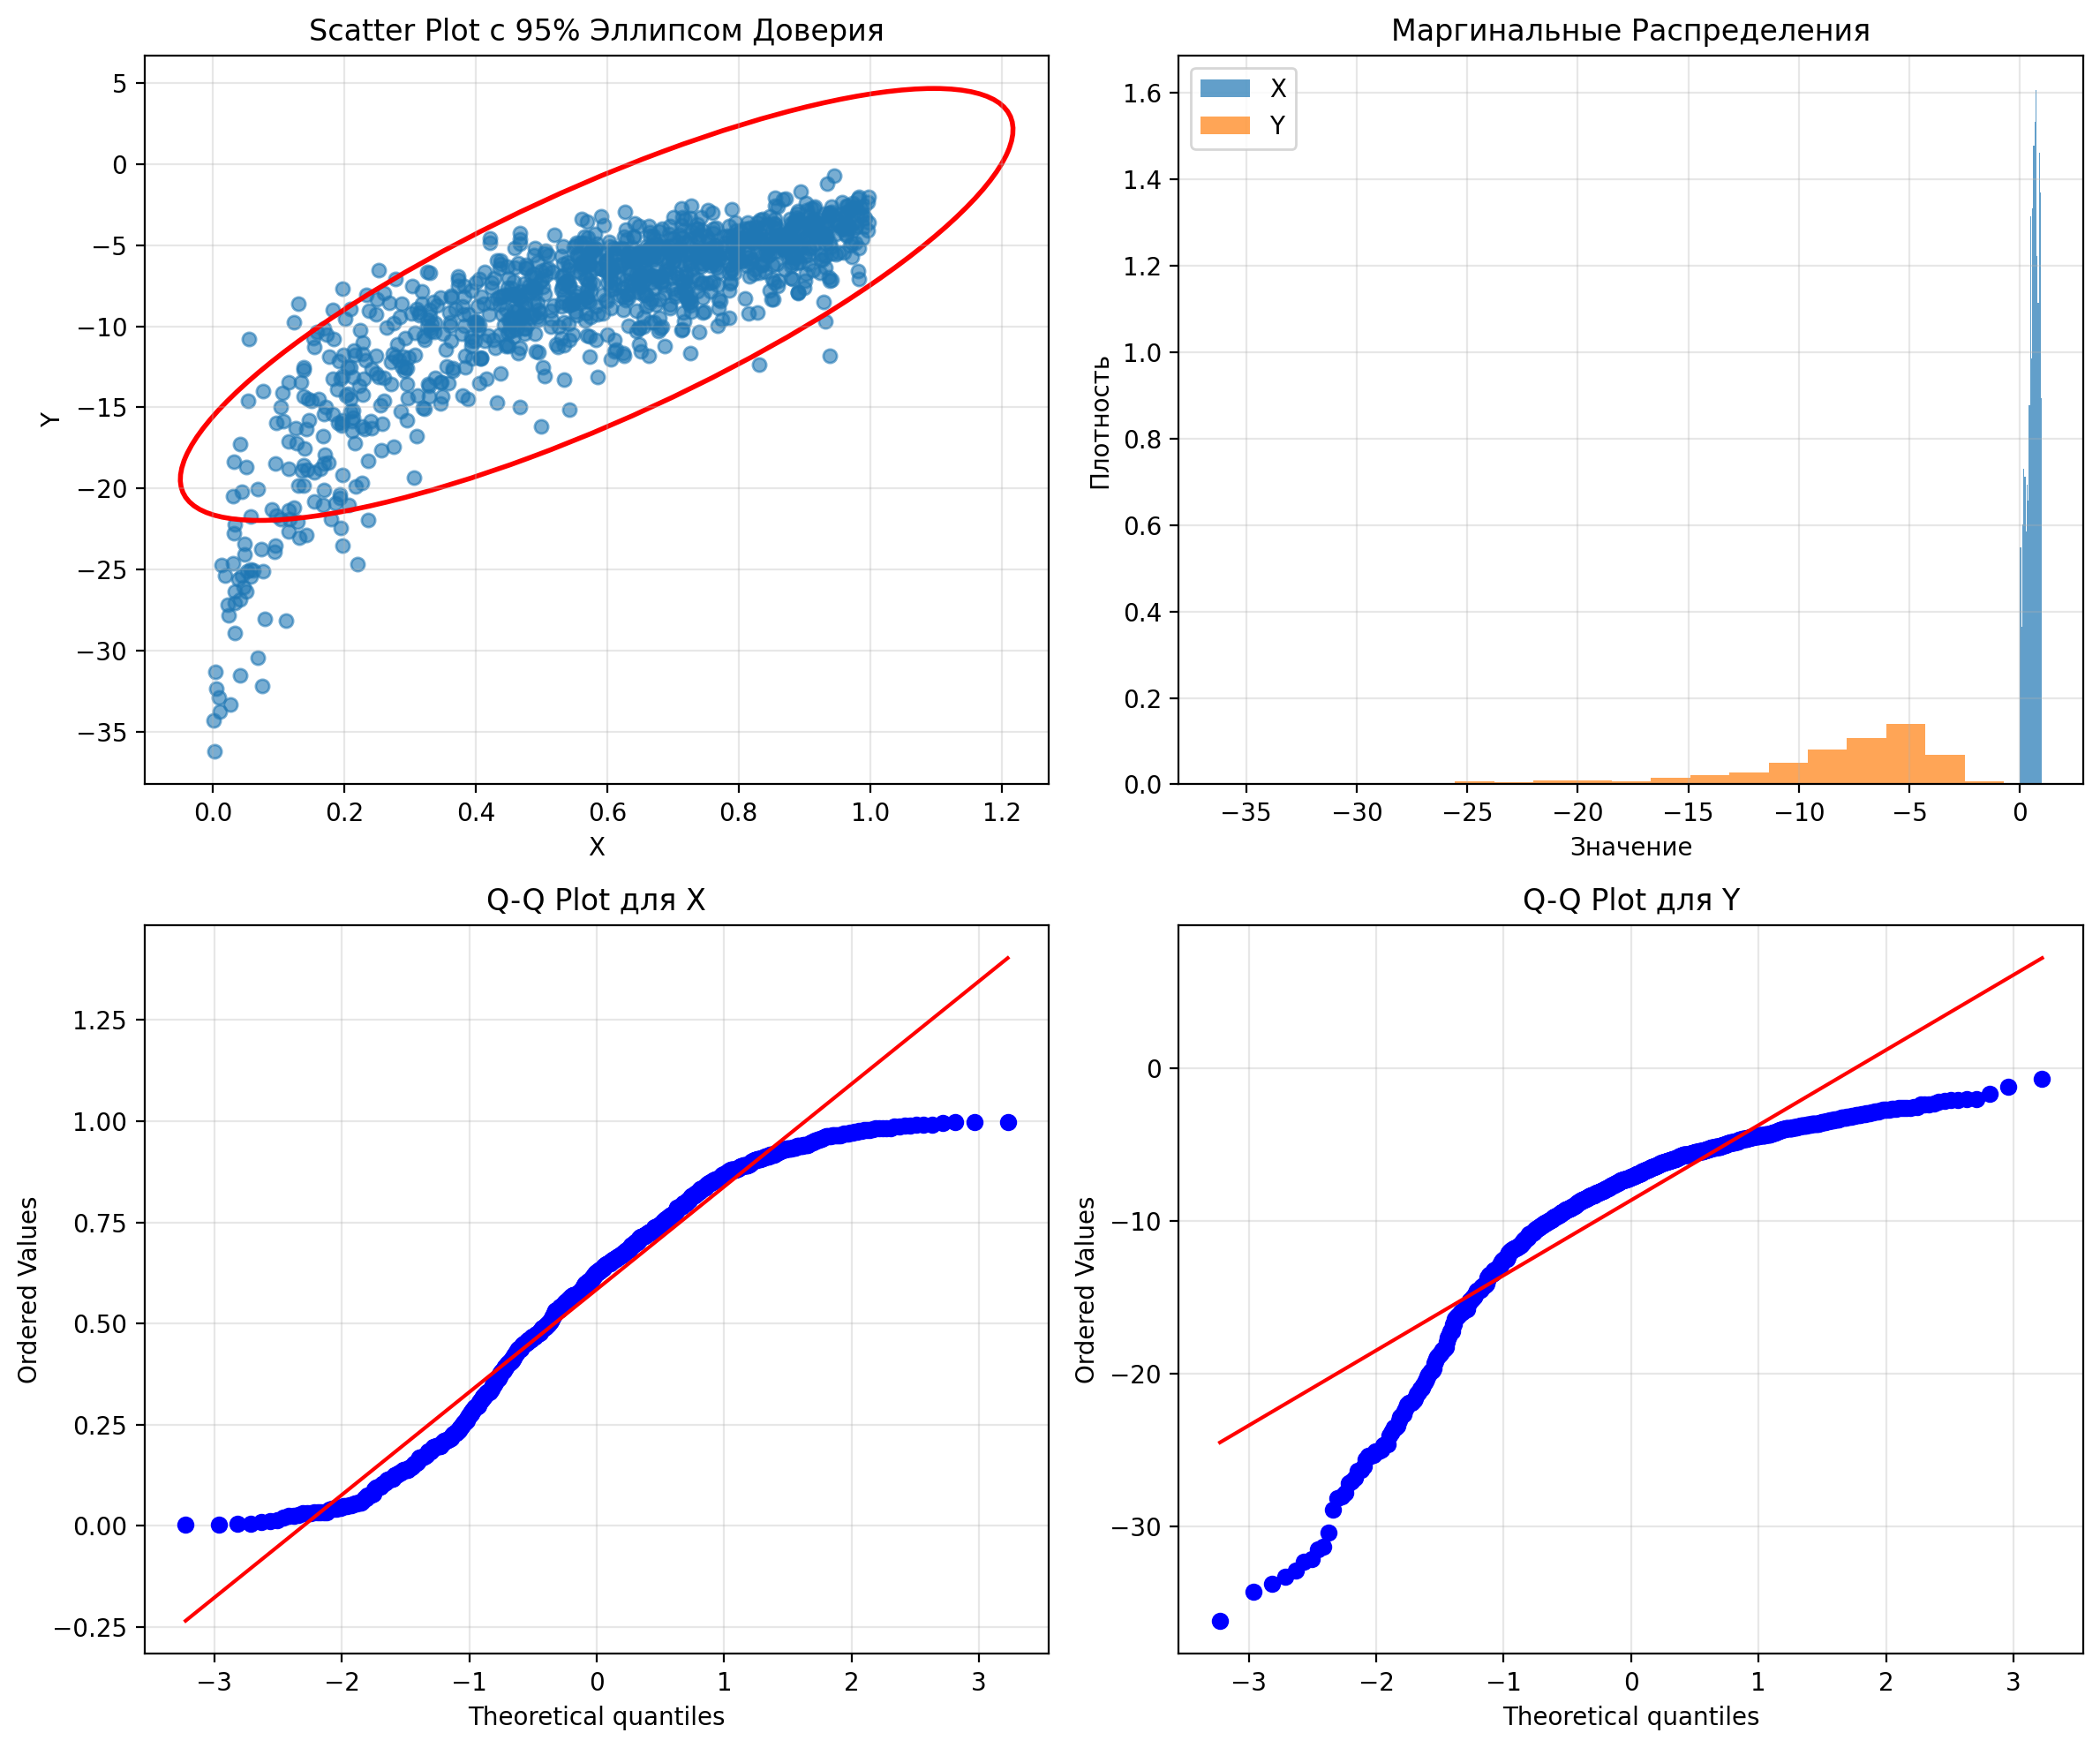 Scatter Plot с 95% Эллипсом Доверия
5
0
−5
−10
−15
−20
−25
−30
−35
Y
0.0 0.2 0.4 0.6 0.8 1.0 1.2
X
Маргинальные Распределения
X
Y
1.6
1.4
1.2
1.0
0.8
0.6
0.4
0.2
0.0
Плотность
−35 −30 −25 −20 −15 −10 −5 0
Значение
Q-Q Plot для X
1.25
1.00
0.75
0.50
0.25
0.00
−0.25
Ordered Values
−3 −2 −1 0 1 2 3
Theoretical quantiles
Q-Q Plot для Y
0
−10
−20
−30
Ordered Values
−3 −2 −1 0 1 2 3
Theoretical quantiles